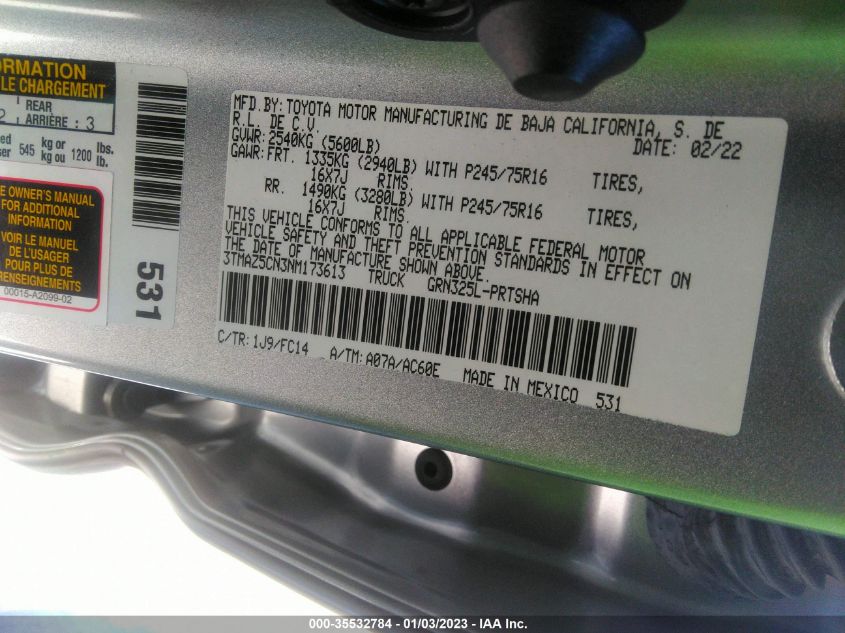 ORMATION
LE CHARGEMENT
REAR
ARRIÈRE : 3
545 kg or 1200 lbs.
kg ou lb.
OWNER'S MANUAL
FOR ADDITIONAL
INFORMATION
VOIR LE MANUEL
DE L'USAGER
POUR PLUS DE
RENSEIGNEMENTS
00015-A2099-02
531
MFD.BY: TOYOTA MOTOR MANUFACTURING DE BAJA CALIFORNIA, S. DE
R.L. DE C.V. DATE: 02/22
GVWR: 2540KG (5600LB)
GAWR: FRT. 1335KG (2940LB) WITH P245/75R16 TIRES,
16X7J RIMS.
RR. 1490KG (3280LB) WITH P245/75R16 TIRES,
16X7J RIMS.
THIS VEHICLE CONFORMS TO ALL APPLICABLE FEDERAL MOTOR
VEHICLE SAFETY AND THEFT PREVENTION STANDARDS IN EFFECT ON
THE DATE OF MANUFACTURE SHOWN ABOVE.
3TMAZ5CN3NM173613 TRUCK GRN325L-PRTSHA
C/TR: 1J9/FC14 A/TM: A07A/AC60E MADE IN MEXICO 531
000-35532784 - 01/03/2023 - IAA Inc.